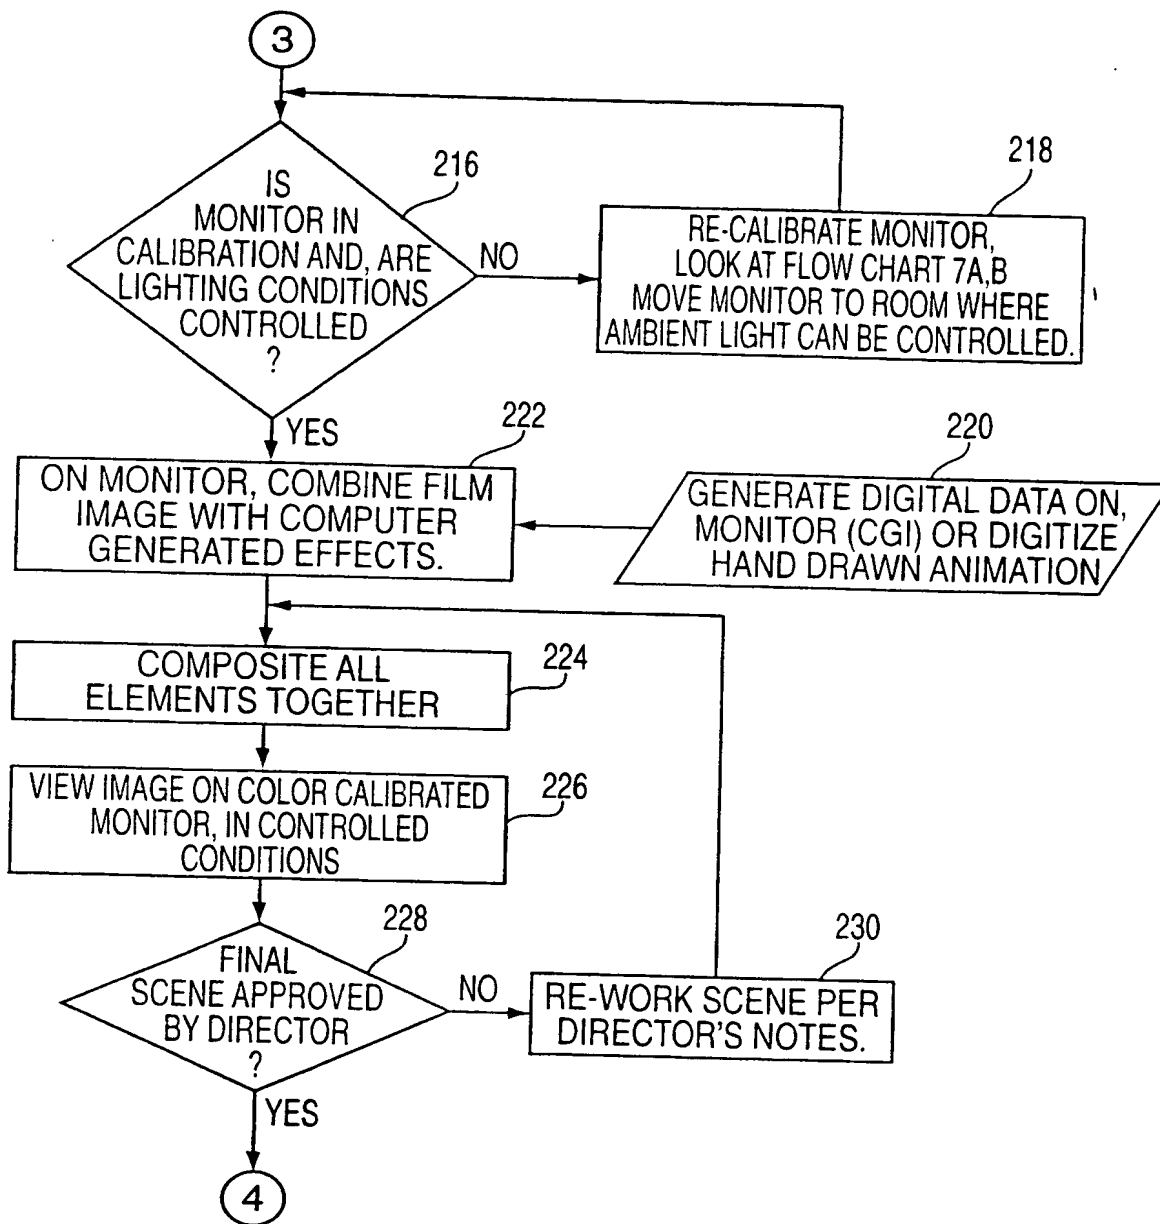 3
216
IS
MONITOR IN
CALIBRATION AND, ARE
LIGHTING CONDITIONS
CONTROLLED
?
NO
218
RE-CALIBRATE MONITOR,
LOOK AT FLOW CHART 7A,B
MOVE MONITOR TO ROOM WHERE
AMBIENT LIGHT CAN BE CONTROLLED.
YES
222
ON MONITOR, COMBINE FILM
IMAGE WITH COMPUTER
GENERATED EFFECTS.
220
GENERATE DIGITAL DATA ON,
MONITOR (CGI) OR DIGITIZE
HAND DRAWN ANIMATION
COMPOSITE ALL
ELEMENTS TOGETHER
224
VIEW IMAGE ON COLOR CALIBRATED
MONITOR, IN CONTROLLED
CONDITIONS
226
228
FINAL
SCENE APPROVED
BY DIRECTOR
?
NO
230
RE-WORK SCENE PER
DIRECTOR'S NOTES.
YES
4